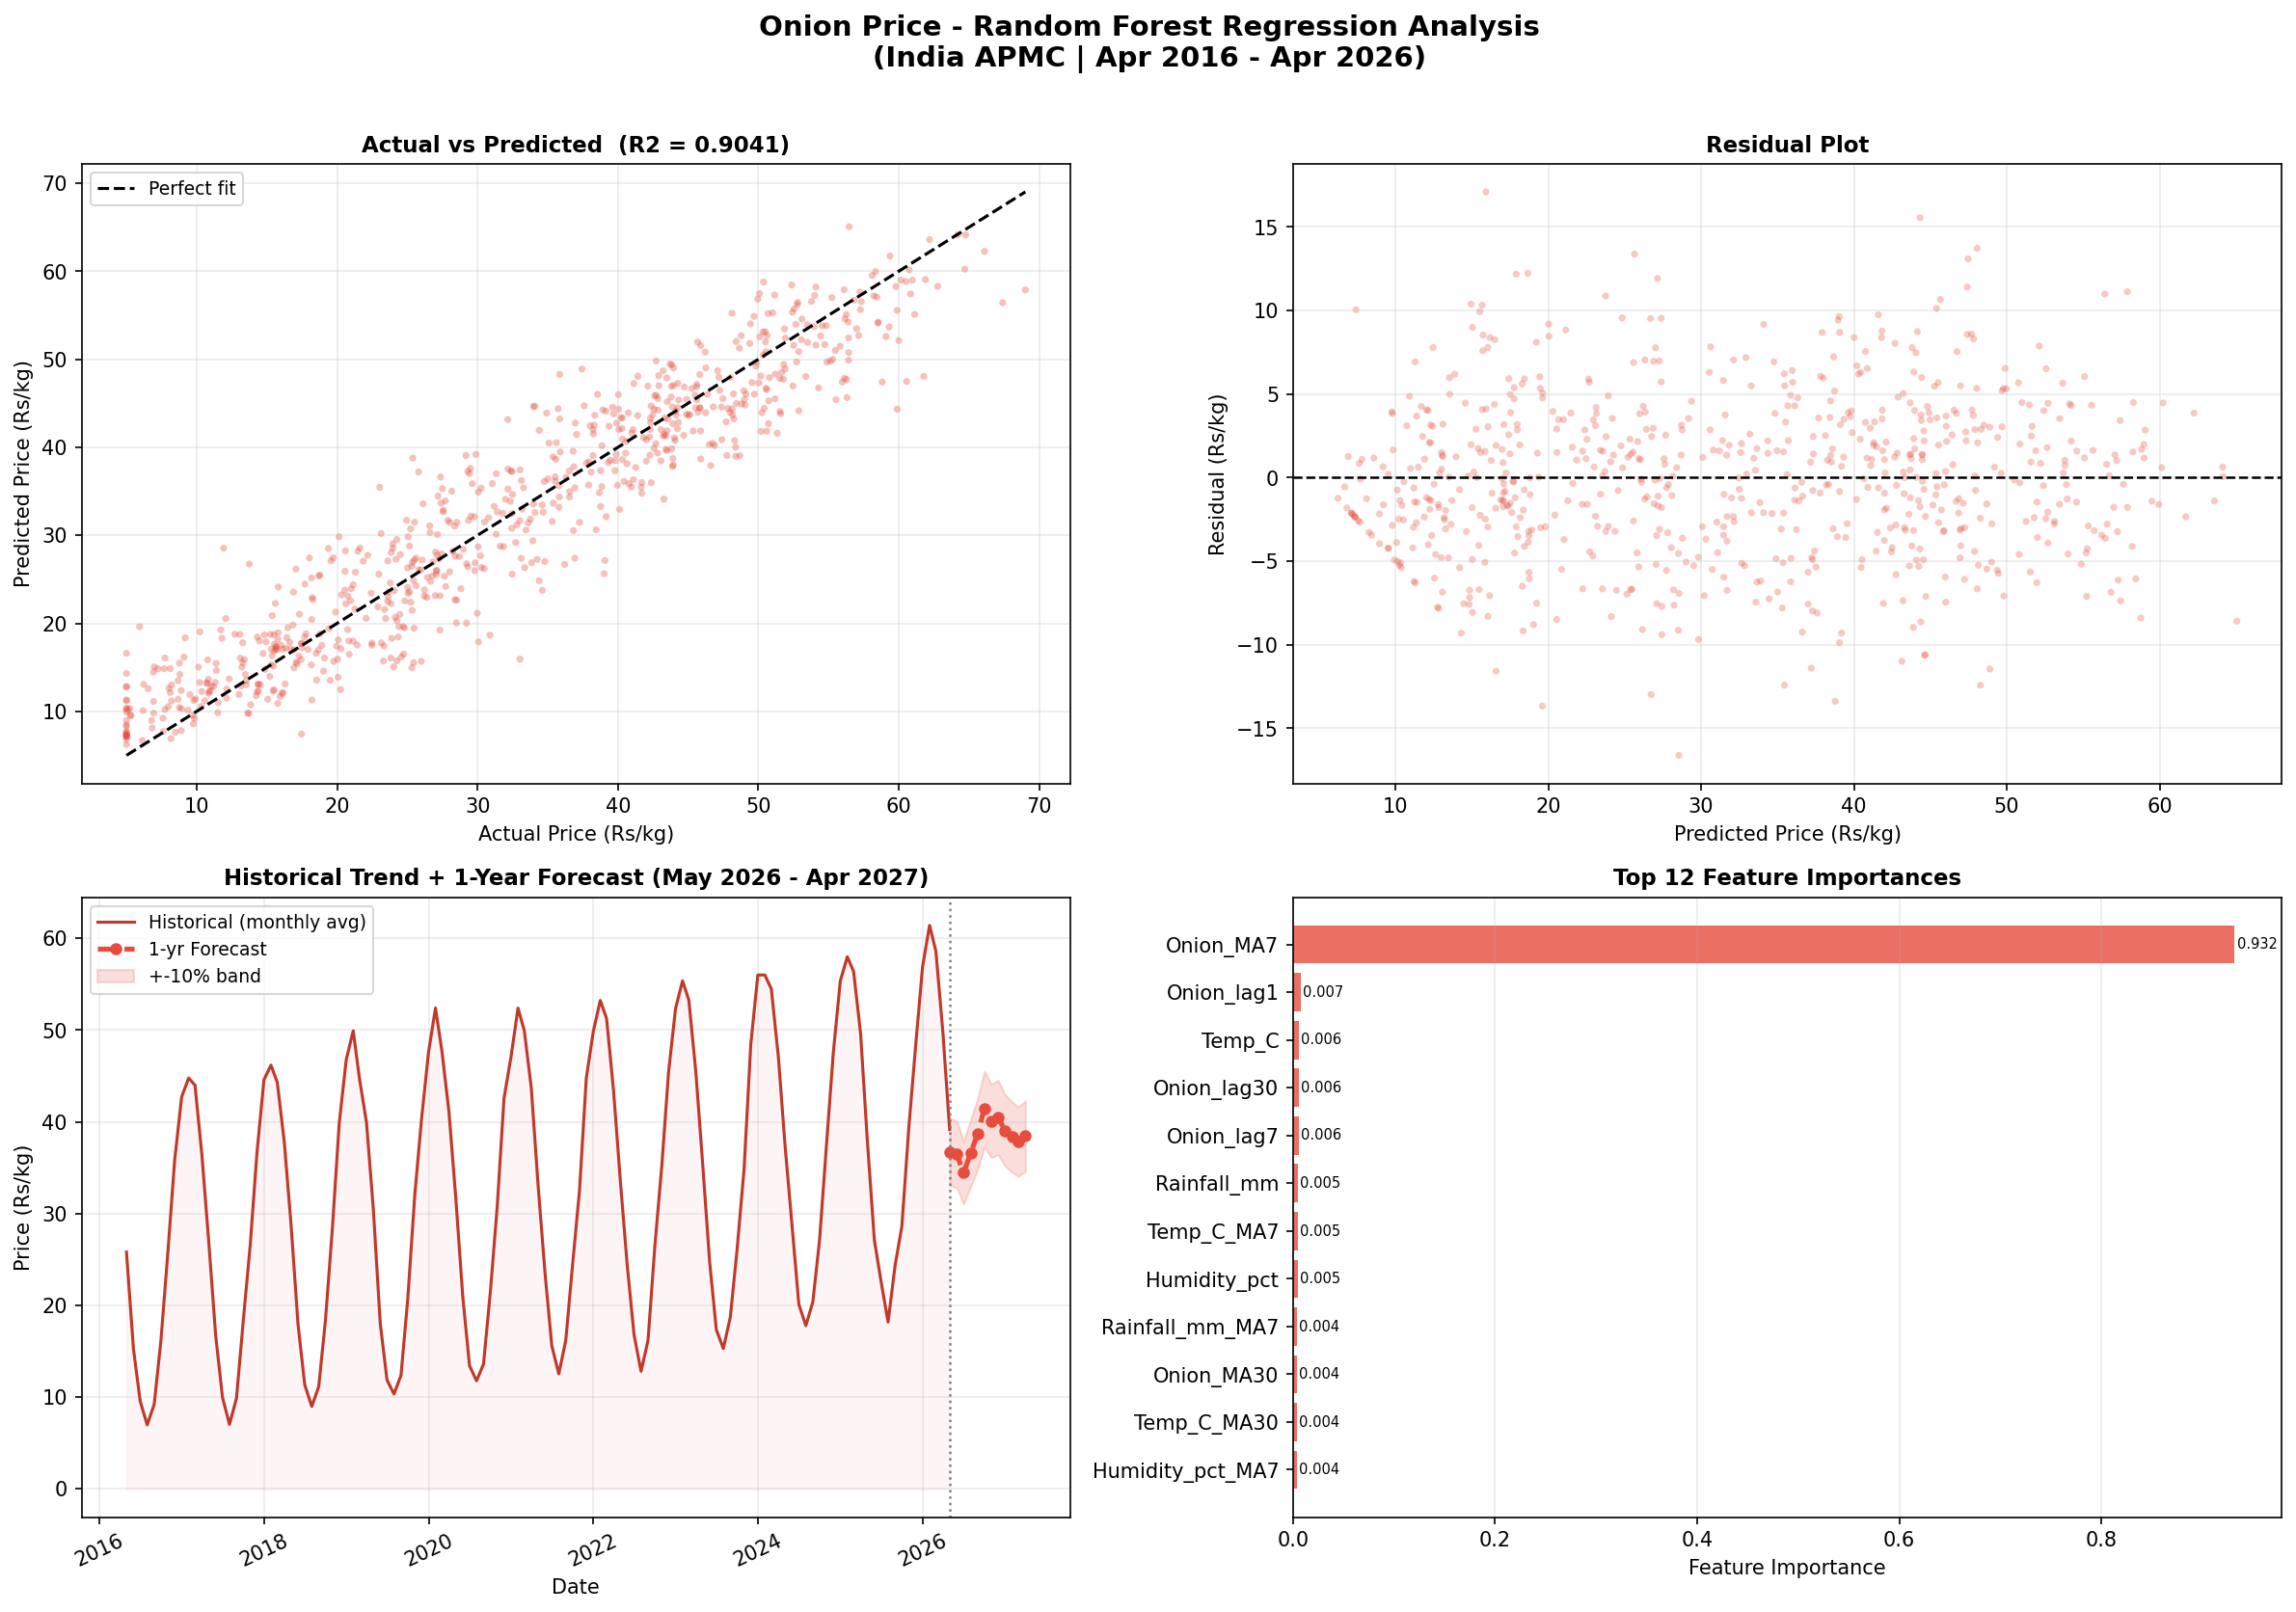 Onion Price - Random Forest Regression Analysis
(India APMC | Apr 2016 - Apr 2026)
Actual vs Predicted  (R2 = 0.9041)
Perfect fit
70
60
50
40
30
20
10
Predicted Price (Rs/kg)
10 20 30 40 50 60 70
Actual Price (Rs/kg)
Residual Plot
15
10
5
0
−5
−10
−15
Residual (Rs/kg)
10 20 30 40 50 60
Predicted Price (Rs/kg)
Historical Trend + 1-Year Forecast (May 2026 - Apr 2027)
Historical (monthly avg)
1-yr Forecast
+-10% band
60
50
40
30
20
10
0
Price (Rs/kg)
2016 2018 2020 2022 2024 2026
Date
Top 12 Feature Importances
Onion_MA7 0.932
Onion_lag1 0.007
Temp_C 0.006
Onion_lag30 0.006
Onion_lag7 0.006
Rainfall_mm 0.005
Temp_C_MA7 0.005
Humidity_pct 0.005
Rainfall_mm_MA7 0.004
Onion_MA30 0.004
Temp_C_MA30 0.004
Humidity_pct_MA7 0.004
0.0 0.2 0.4 0.6 0.8
Feature Importance